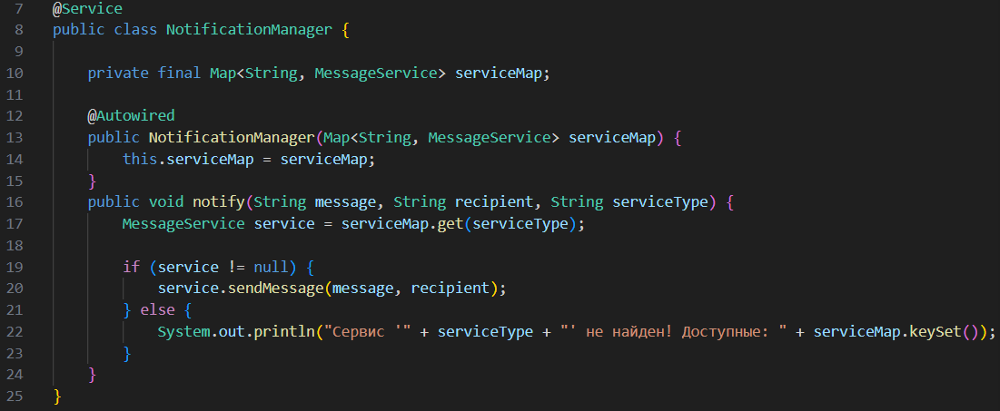 7 @Service
8 public class NotificationManager {
9
10 private final Map<String, MessageService> serviceMap;
11
12 @Autowired
13 public NotificationManager(Map<String, MessageService> serviceMap) {
14 this.serviceMap = serviceMap;
15 }
16 public void notify(String message, String recipient, String serviceType) {
17 MessageService service = serviceMap.get(serviceType);
18
19 if (service != null) {
20 service.sendMessage(message, recipient);
21 } else {
22 System.out.println("Сервис '" + serviceType + "' не найден! Доступные: " + serviceMap.keySet());
23 }
24 }
25 }